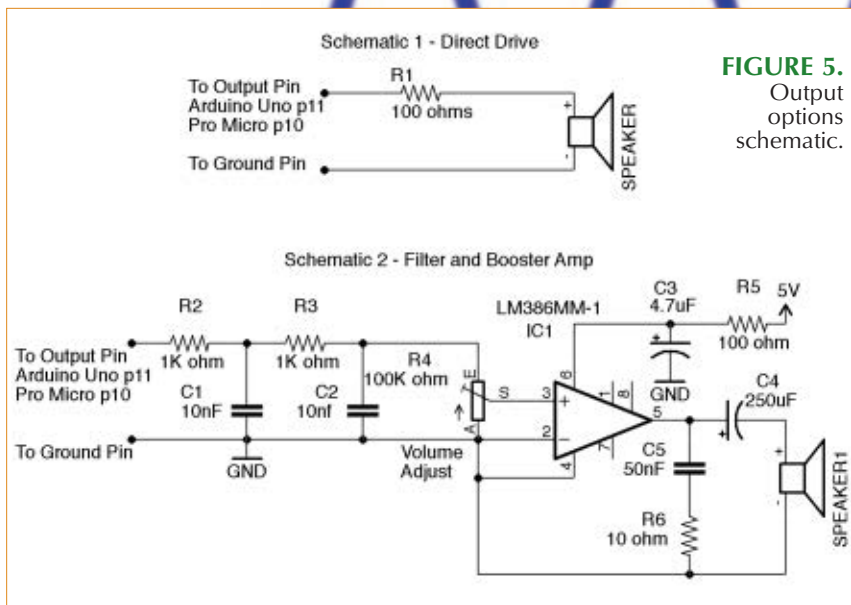 Schematic 1 - Direct Drive
FIGURE 5.
Output
options
schematic.
To Output Pin
Arduino Uno p11
Pro Micro p10
R1
100 ohms
+
-
SPEAKER
To Ground Pin
Schematic 2 - Filter and Booster Amp
R2
1K ohm
R3
1K ohm
To Output Pin
Arduino Uno p11
Pro Micro p10
C1
10nF
C2
10nf
R4
100K ohm
E
S
A
To Ground Pin
GND
Volume
Adjust
LM386MM-1
IC1
C3
4.7uF
+
GND
R5
100 ohm
5V
6
3
+
2
-
4
1
8
7
5
C4
250uF
+
C5
50nF
R6
10 ohm
+
-
SPEAKER1